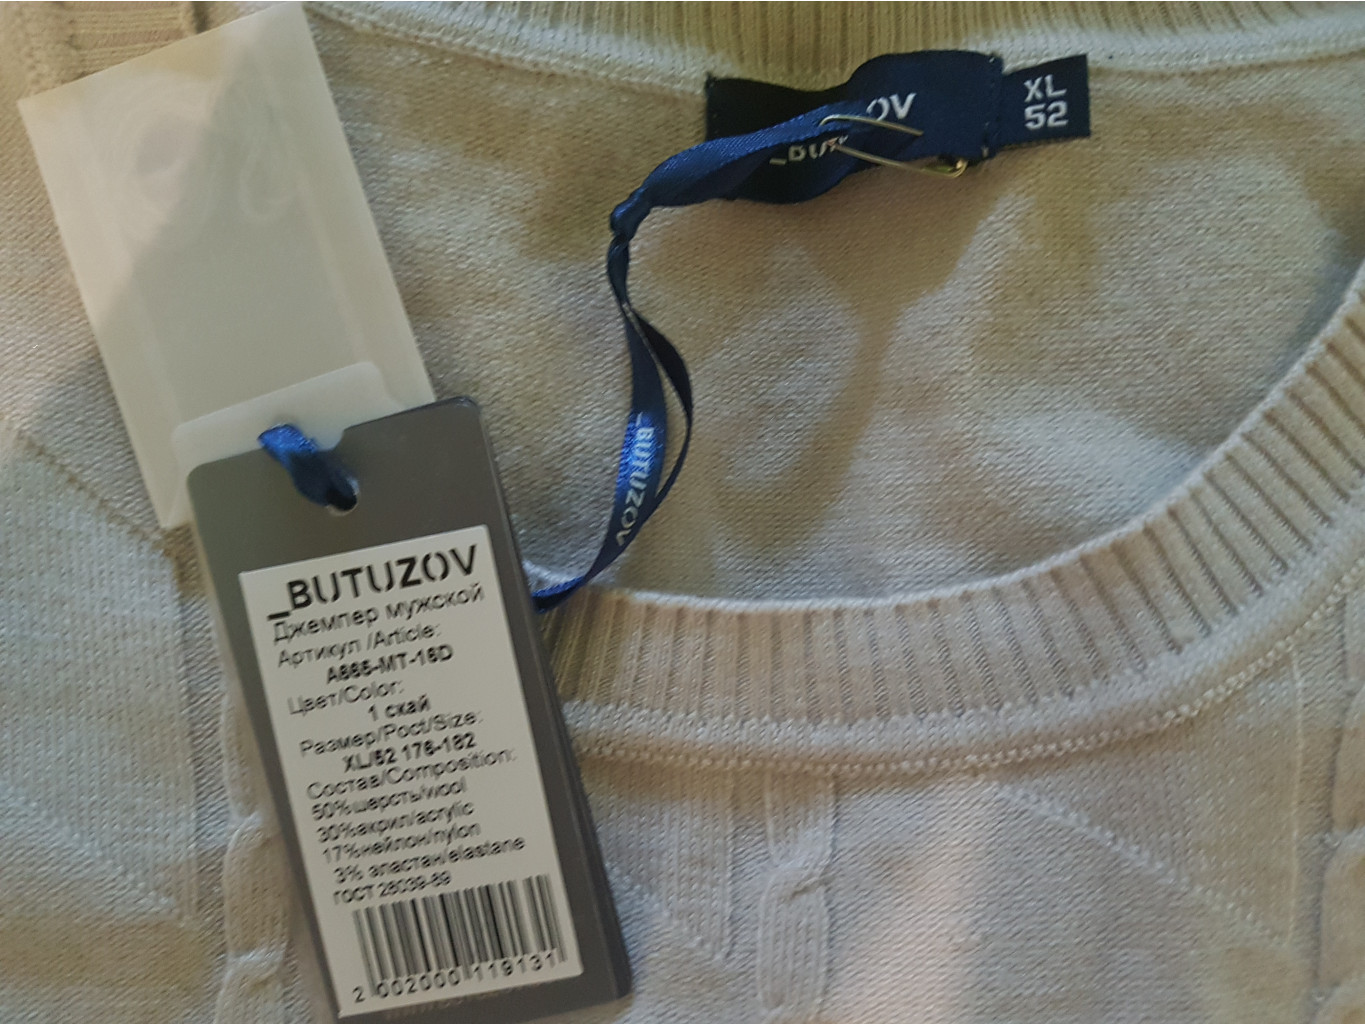 XL
52
_BUTUZOV
_BUTUZOV
Джемпер мужской
Артикул /Article:
A885-MT-16D
Цвет/Color:
1 скай
Размер/Рост/Size:
XL/52 176-182
Состав/Composition:
50%шерсть/wool
30%акрил/acrylic
17%нейлон/nylon
3% эластан/elastane
гост 28039-89
2 002000 119131